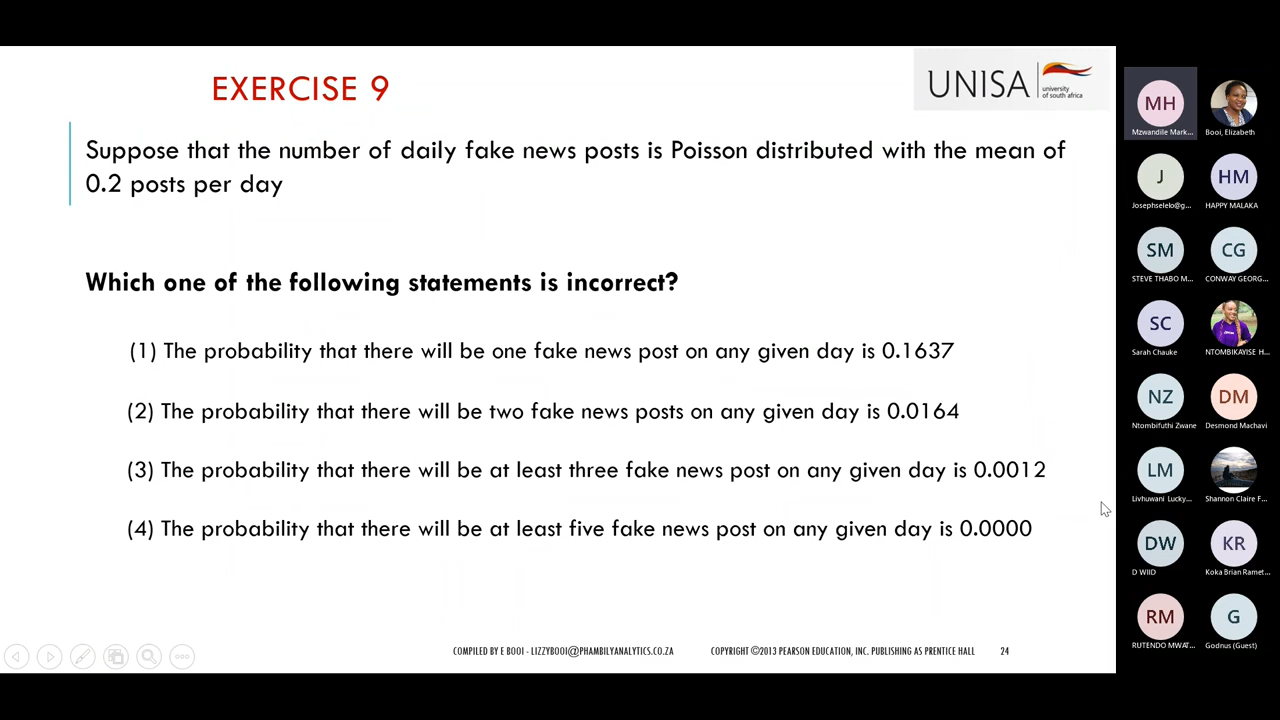 EXERCISE 9
UNISA
university
of south africa
Suppose that the number of daily fake news posts is Poisson distributed with the mean of
0.2 posts per day
Which one of the following statements is incorrect?
(1) The probability that there will be one fake news post on any given day is 0.1637
(2) The probability that there will be two fake news posts on any given day is 0.0164
(3) The probability that there will be at least three fake news post on any given day is 0.0012
(4) The probability that there will be at least five fake news post on any given day is 0.0000
COMPILED BY E BOOI - LIZZYBOOI@PHAMBILYANALYTICS.CO.ZA
COPYRIGHT ©2013 PEARSON EDUCATION, INC. PUBLISHING AS PRENTICE HALL
24
MH
Mzwandile Mark...
Booi, Elizabeth
J
Josephselelo@g...
HM
HAPPY MALAKA
SM
STEVE THABO M...
CG
CONWAY GEORG...
SC
Sarah Chauke
NTOMBIKAYISE H...
NZ
Ntombifuthi Zwane
DM
Desmond Machavi
LM
Livhuwani Lucky...
Shannon Claire F...
DW
D WIID
KR
Koka Brian Ramet...
RM
RUTENDO MWAT...
G
Godnus (Guest)